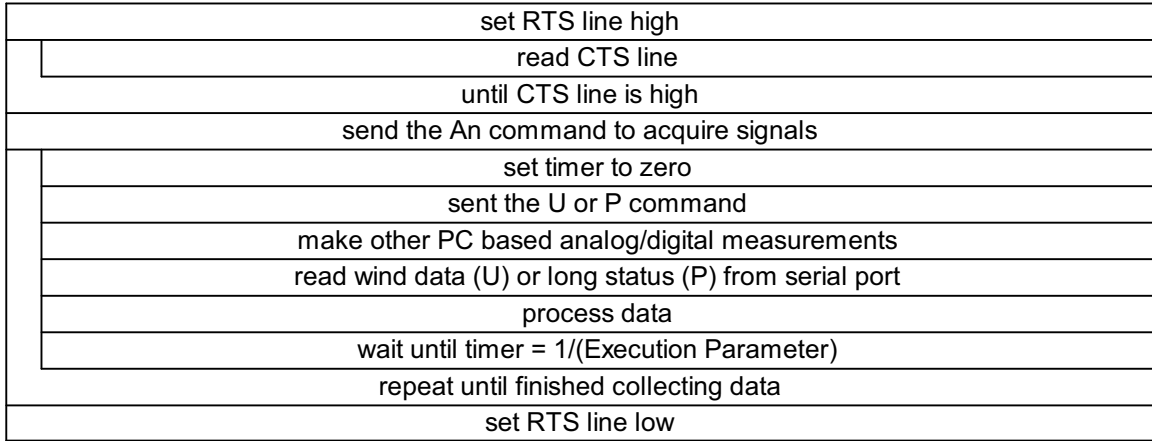 set RTS line high
read CTS line
until CTS line is high
send the An command to acquire signals
set timer to zero
sent the U or P command
make other PC based analog/digital measurements
read wind data (U) or long status (P) from serial port
process data
wait until timer = 1/(Execution Parameter)
repeat until finished collecting data
set RTS line low